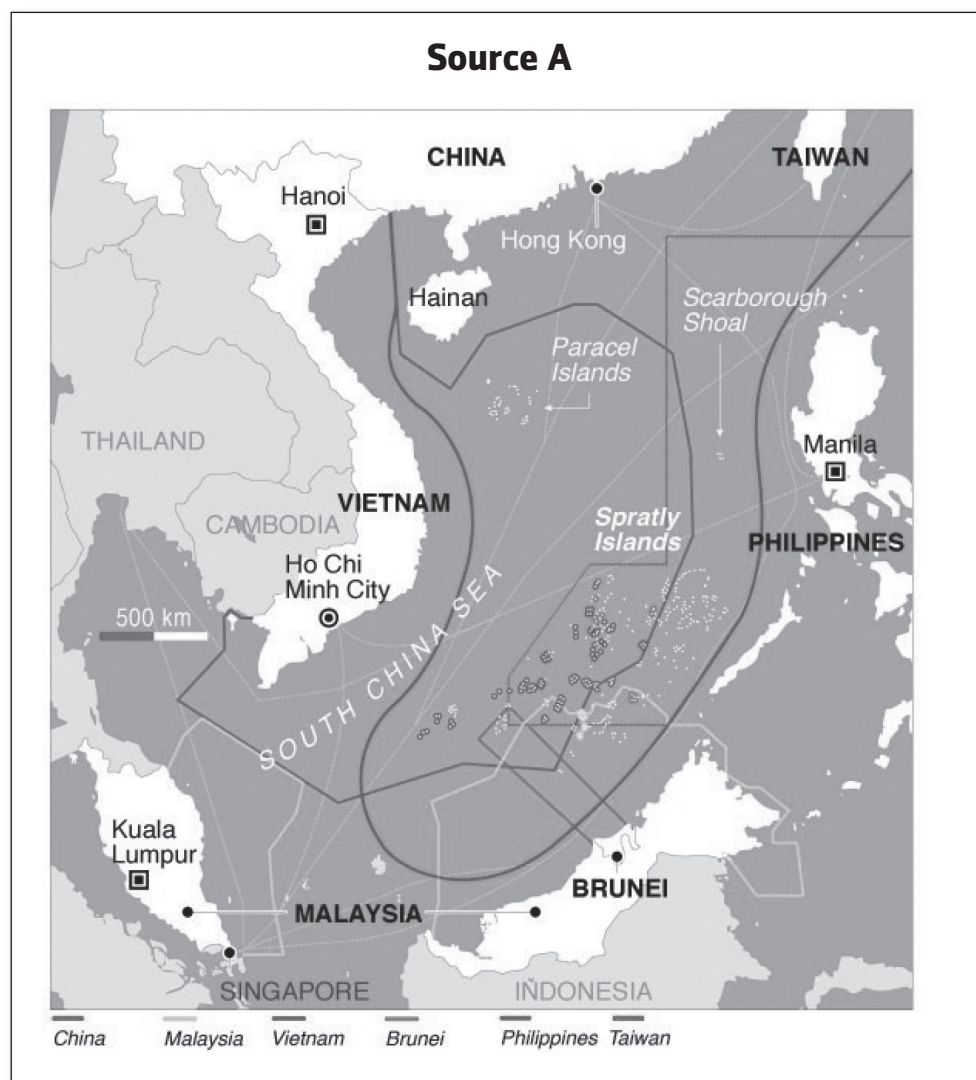 Source A
CHINA
TAIWAN
Hanoi
Hong Kong
Hainan
Scarborough
Shoal
Paracel
Islands
THAILAND
Manila
VIETNAM
CAMBODIA
Spratly
Islands
PHILIPPINES
Ho Chi
Minh City
500 km
SOUTH CHINA SEA
Kuala
Lumpur
BRUNEI
MALAYSIA
SINGAPORE
INDONESIA
China Malaysia Vietnam Brunei Philippines Taiwan